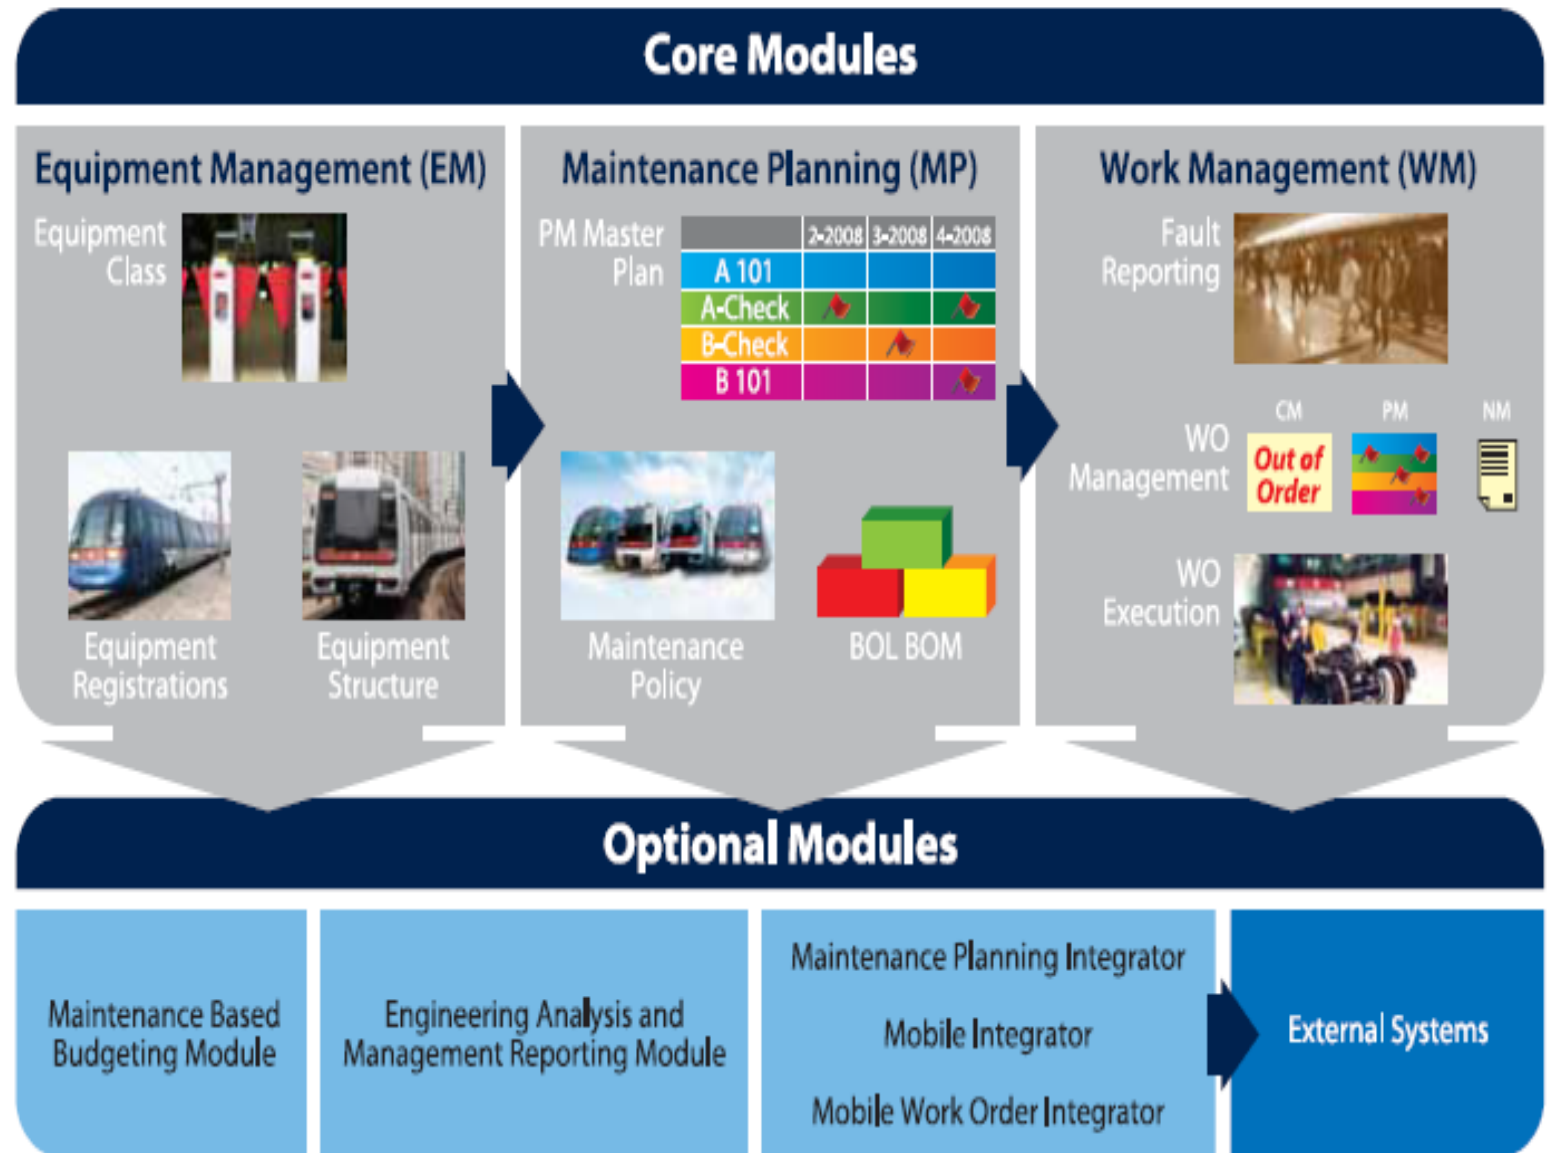 Core Modules
Equipment Management (EM)
Equipment
Class
Equipment
Registrations
Equipment
Structure
Maintenance Planning (MP)
PM Master
Plan
2-2008 3-2008 4-2008
A 101
A-Check
B-Check
B 101
Maintenance
Policy
BOL BOM
Work Management (WM)
Fault
Reporting
WO
Management
CM PM NM
Out of
Order
WO
Execution
Optional Modules
Maintenance Based
Budgeting Module
Engineering Analysis and
Management Reporting Module
Maintenance Planning Integrator
Mobile Integrator
Mobile Work Order Integrator
External Systems